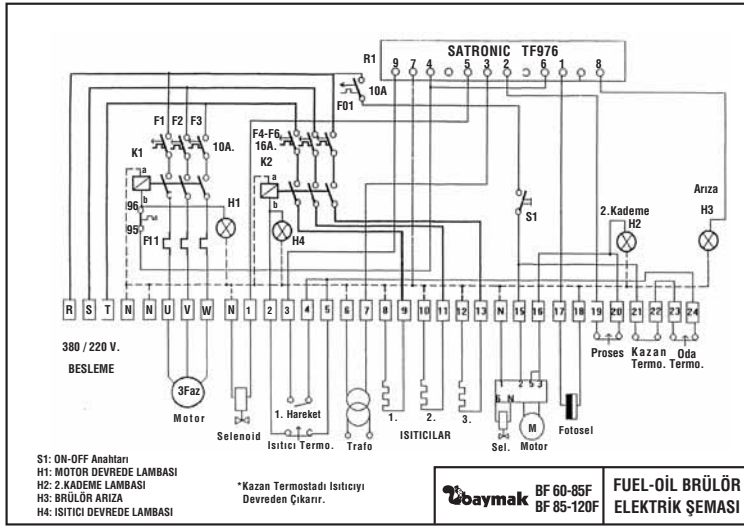 SATRONIC TF976
R1
9 7 4 5 3 2 6 1 8
10A
F01
F1 F2 F3
10A.
K1
F4-F6
16A.
K2
a
b
96
95
F11
H1
a
b
H4
S1
2.Kademe
H2
Arıza
H3
R S T N N U V W N 1 2 3 4 5 6 7 8 9 10 11 12 13 N 15 16 17 18 19 20 21 22 23 24
380 / 220 V.
BESLEME
3Faz
Motor
Selenoid
1. Hareket
Isıtıcı Termo.
Trafo
1. 2. 3.
ISITICILAR
1 2 5 3
6 N
Sel.
M
Motor
Fotosel
Proses
Kazan
Termo.
Oda
Termo.
S1: ON-OFF Anahtarı
H1: MOTOR DEVREDE LAMBASI
H2: 2.KADEME LAMBASI
H3: BRÜLÖR ARIZA
H4: ISITICI DEVREDE LAMBASI
*Kazan Termostadı Isıtıcıyı
Devreden Çıkarır.
baymak
BF 60-85F
BF 85-120F
FUEL-OİL BRÜLÖR
ELEKTRİK ŞEMASI